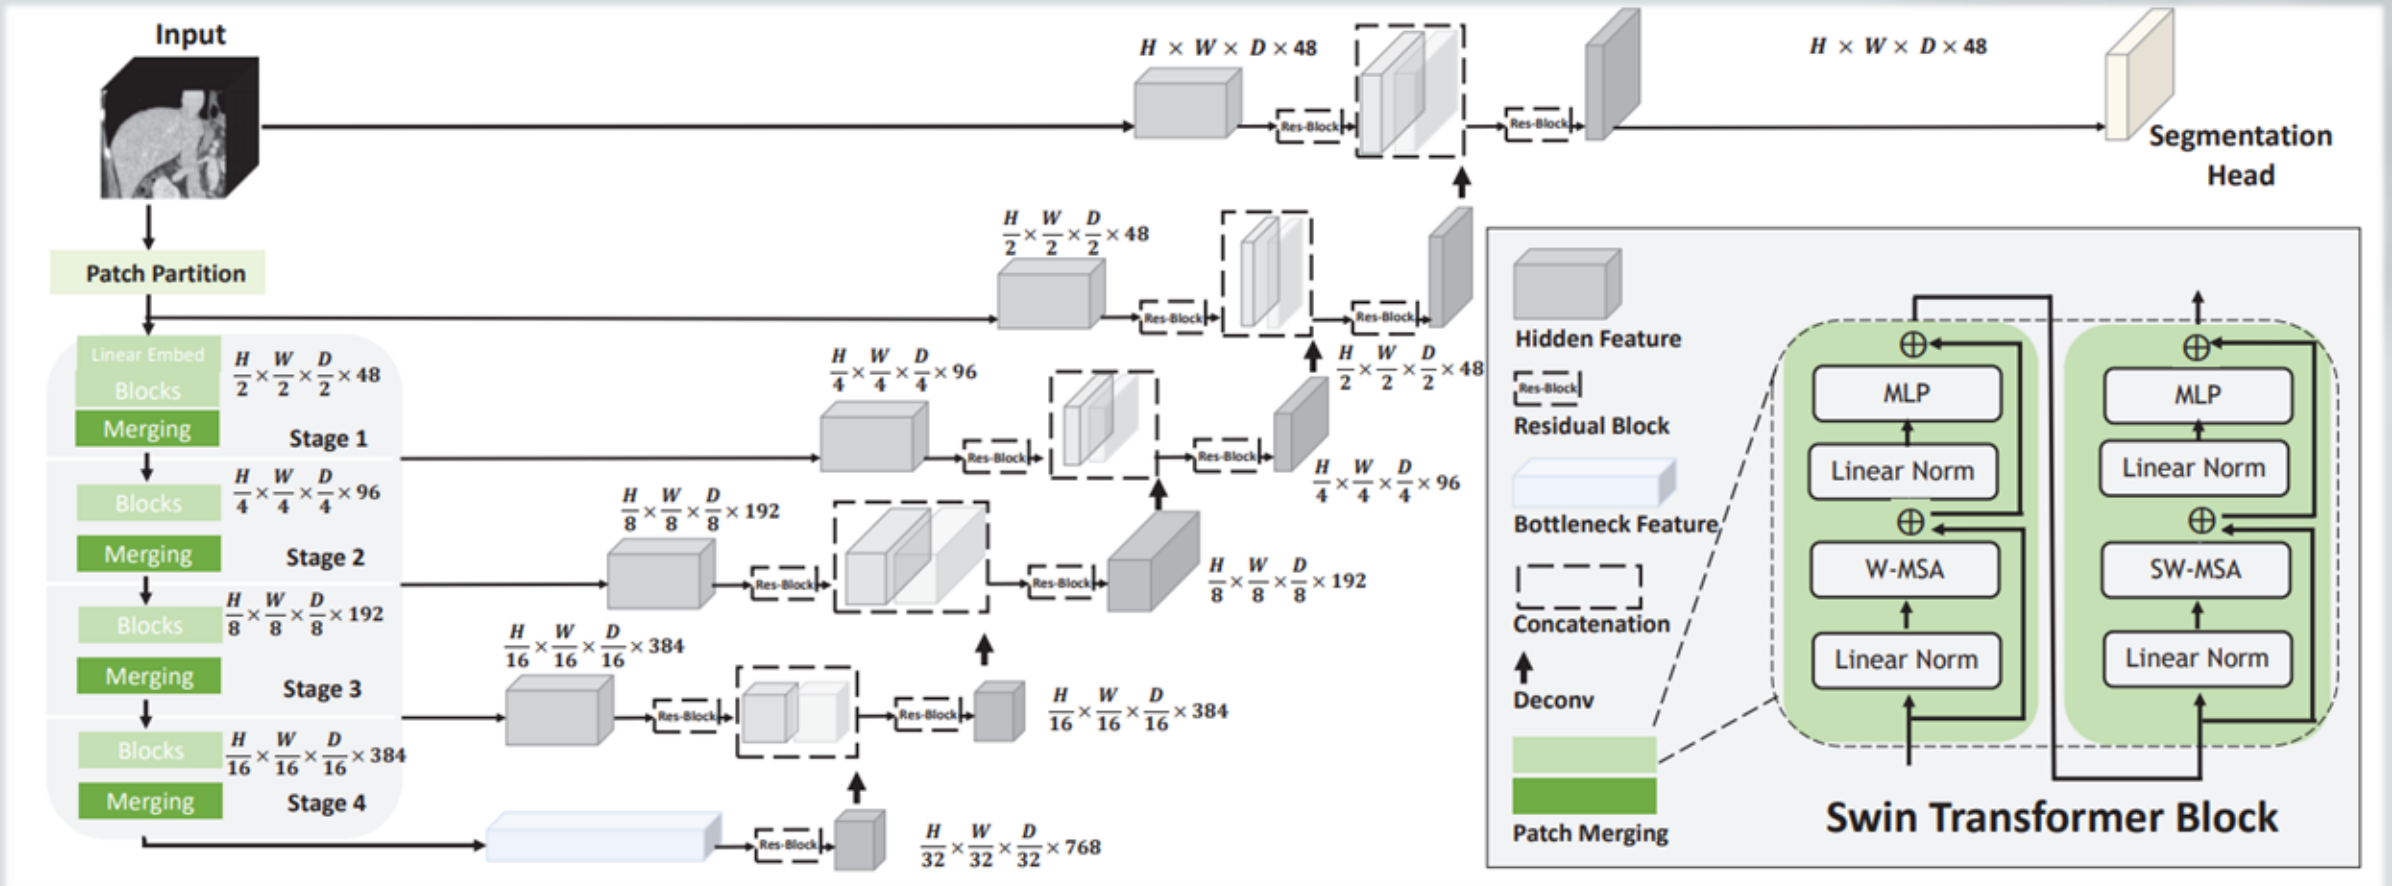 Input
H × W × D × 48
H × W × D × 48
Res-Block
Res-Block
Segmentation
Head
H/2 × W/2 × D/2 × 48
Patch Partition
Res-Block
Res-Block
H/2 × W/2 × D/2 × 48
Linear Embed
Blocks
Merging
H/2 × W/2 × D/2 × 48
Stage 1
H/4 × W/4 × D/4 × 96
Res-Block
Res-Block
H/4 × W/4 × D/4 × 96
Blocks
Merging
H/4 × W/4 × D/4 × 96
Stage 2
H/8 × W/8 × D/8 × 192
Res-Block
Res-Block
H/8 × W/8 × D/8 × 192
Blocks
Merging
H/8 × W/8 × D/8 × 192
Stage 3
H/16 × W/16 × D/16 × 384
Res-Block
Res-Block
H/16 × W/16 × D/16 × 384
Blocks
Merging
H/16 × W/16 × D/16 × 384
Stage 4
Res-Block
H/32 × W/32 × D/32 × 768
Hidden Feature
Res-Block
Residual Block
Bottleneck Feature
Concatenation
Deconv
Patch Merging
MLP
Linear Norm
W-MSA
Linear Norm
MLP
Linear Norm
SW-MSA
Linear Norm
Swin Transformer Block